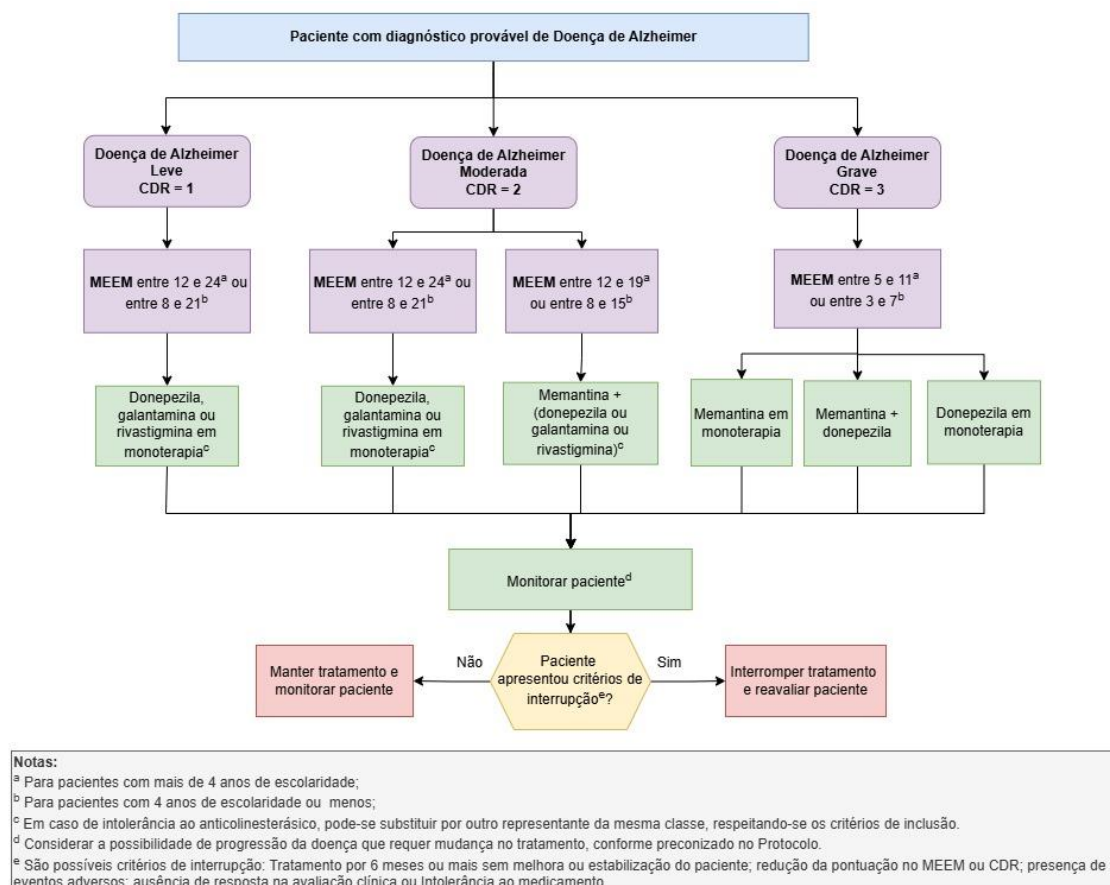 Paciente com diagnóstico provável de Doença de Alzheimer
Doença de Alzheimer
Leve
CDR = 1
Doença de Alzheimer
Moderada
CDR = 2
Doença de Alzheimer
Grave
CDR = 3
MEEM entre 12 e 24ª ou
entre 8 e 21ᵇ
MEEM entre 12 e 24ª ou
entre 8 e 21ᵇ
MEEM entre 12 e 19ª
ou entre 8 e 15ᵇ
MEEM entre 5 e 11ª
ou entre 3 e 7ᵇ
Donepezila,
galantamina ou
rivastigmina em
monoterapiaᶜ
Donepezila,
galantamina ou
rivastigmina em
monoterapiaᶜ
Memantina +
(donepezila ou
galantamina ou
rivastigmina)ᶜ
Memantina em
monoterapia
Memantina +
donepezila
Donepezila em
monoterapia
Monitorar pacienteᵈ
Manter tratamento e
monitorar paciente
Não
Paciente
apresentou critérios de
interrupçãoᵉ?
Sim
Interromper tratamento
e reavaliar paciente
Notas:
ª Para pacientes com mais de 4 anos de escolaridade;
ᵇ Para pacientes com 4 anos de escolaridade ou menos;
ᶜ Em caso de intolerância ao anticolinesterásico, pode-se substituir por outro representante da mesma classe, respeitando-se os critérios de inclusão.
ᵈ Considerar a possibilidade de progressão da doença que requer mudança no tratamento, conforme preconizado no Protocolo.
ᵉ São possíveis critérios de interrupção: Tratamento por 6 meses ou mais sem melhora ou estabilização do paciente; redução da pontuação no MEEM ou CDR; presença de
eventos adversos; ausência de resposta na avaliação clínica ou Intolerância ao medicamento.